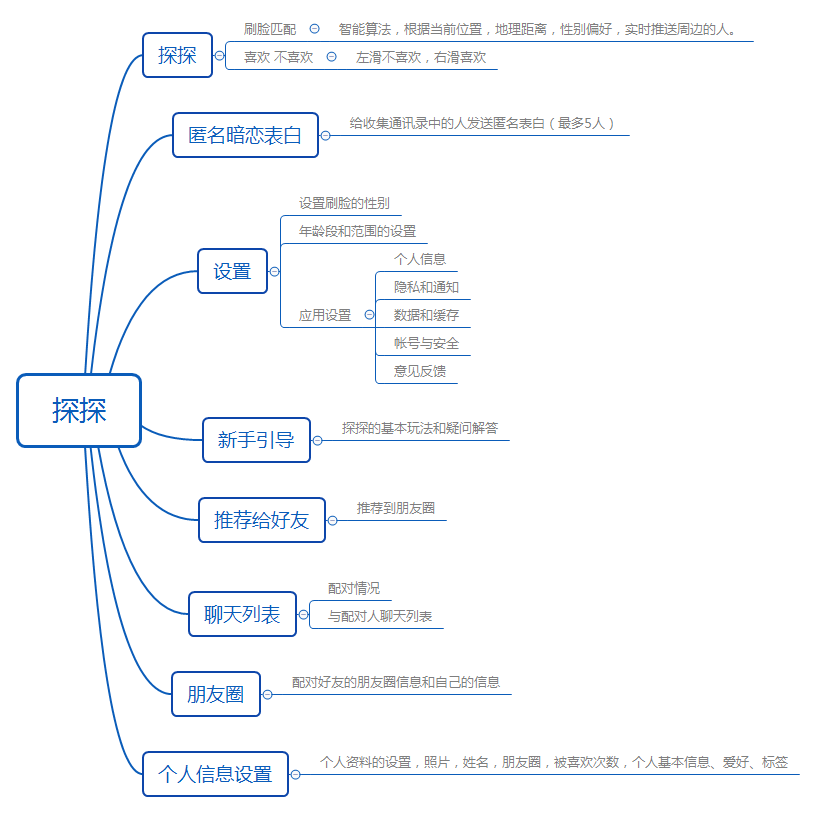 探探
刷脸匹配 智能算法，根据当前位置，地理距离，性别偏好，实时推送周边的人。
喜欢 不喜欢 左滑不喜欢，右滑喜欢
匿名暗恋表白
给收集通讯录中的人发送匿名表白（最多5人）
设置
设置刷脸的性别
年龄段和范围的设置
应用设置
个人信息
隐私和通知
数据和缓存
帐号与安全
意见反馈
探探
新手引导
探探的基本玩法和疑问解答
推荐给好友
推荐到朋友圈
聊天列表
配对情况
与配对人聊天列表
朋友圈
配对好友的朋友圈信息和自己的信息
个人信息设置
个人资料的设置，照片，姓名，朋友圈，被喜欢次数，个人基本信息、爱好、标签